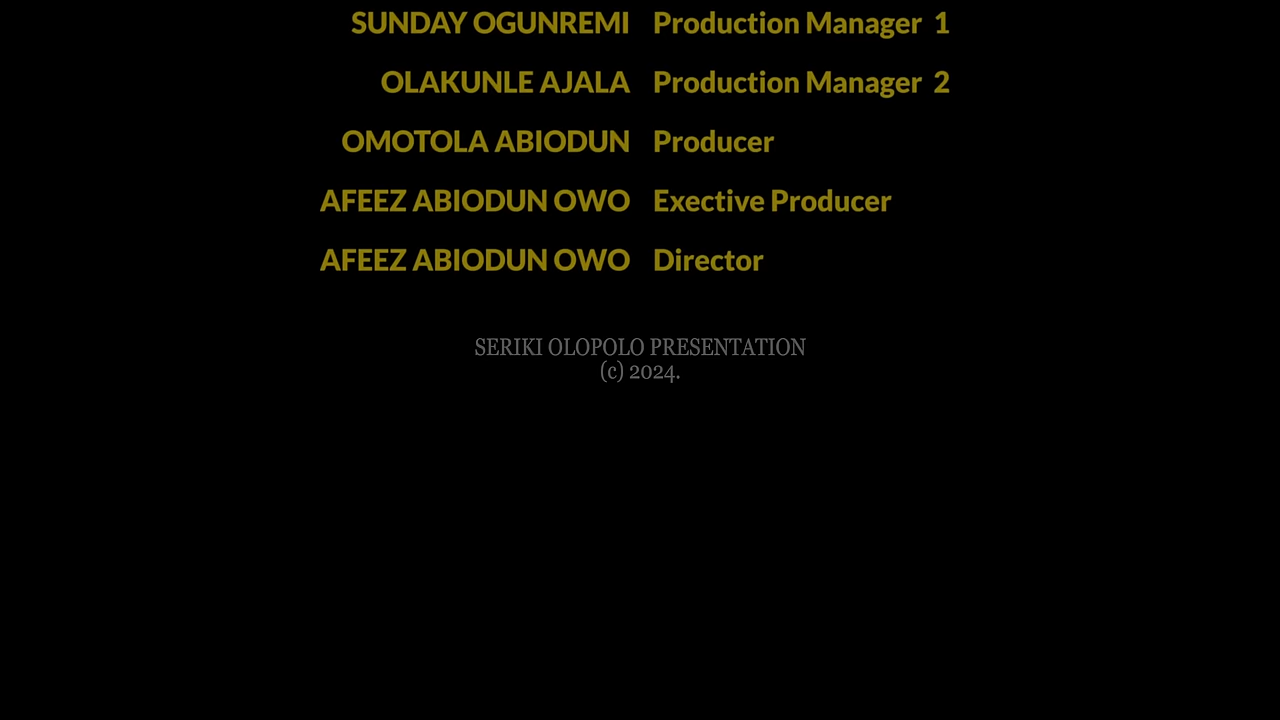 SUNDAY OGUNREMI Production Manager 1
OLAKUNLE AJALA Production Manager 2
OMOTOLA ABIODUN Producer
AFEEZ ABIODUN OWO Exective Producer
AFEEZ ABIODUN OWO Director
SERIKI OLOPOLO PRESENTATION
(c) 2024.